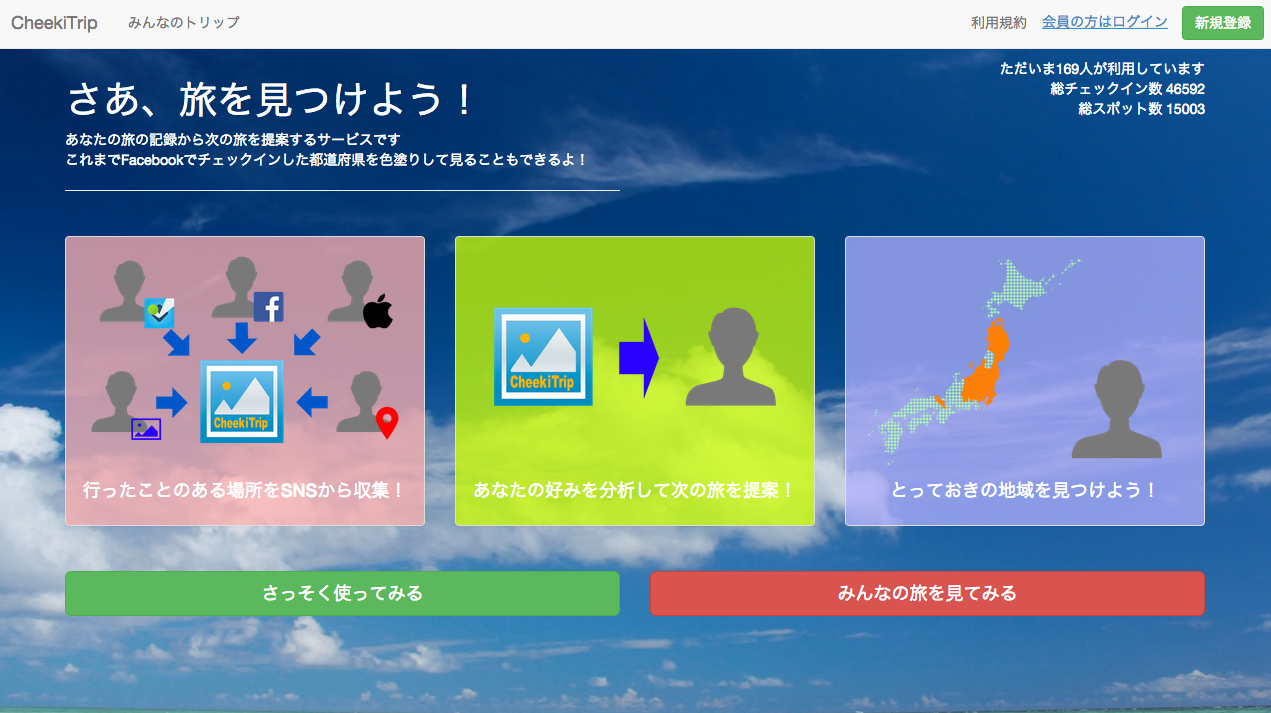 CheekiTrip
みんなのトリップ
利用規約
会員の方はログイン
新規登録
さあ、旅を見つけよう！
あなたの旅の記録から次の旅を提案するサービスです
これまでFacebookでチェックインした都道府県を色塗りして見ることもできるよ！
ただいま169人が利用しています
総チェックイン数 46592
総スポット数 15003
CheekiTrip
行ったことのある場所をSNSから収集！
CheekiTrip
あなたの好みを分析して次の旅を提案！
とっておきの地域を見つけよう！
さっそく使ってみる
みんなの旅を見てみる